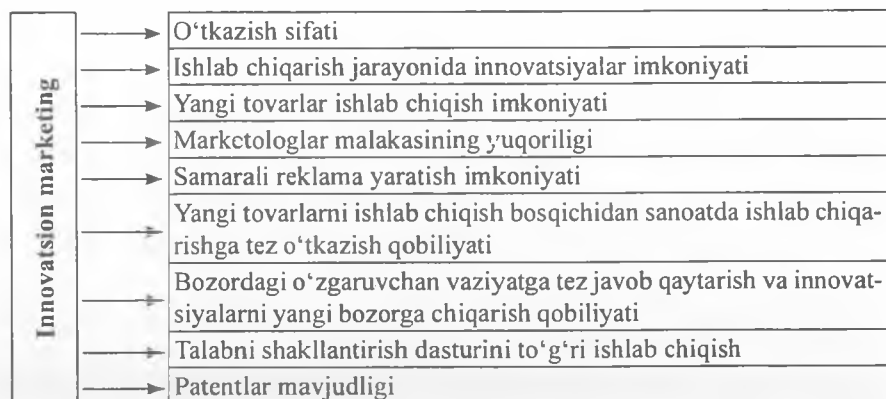 Innovatsion marketing
O‘tkazish sifati
Ishlab chiqarish jarayonida innovatsiyalar imkoniyati
Yangi tovarlar ishlab chiqish imkoniyati
Marketologlar malakasining yuqoriligi
Samarali reklama yaratish imkoniyati
Yangi tovarlarni ishlab chiqish bosqichidan sanoatda ishlab chiqa-
rishga tez o‘tkazish qobiliyati
Bozordagi o‘zgaruvchan vaziyatga tez javob qaytarish va innovat-
siyalarni yangi bozorga chiqarish qobiliyati
Talabni shakllantirish dasturini to‘g‘ri ishlab chiqish
Patentlar mavjudligi